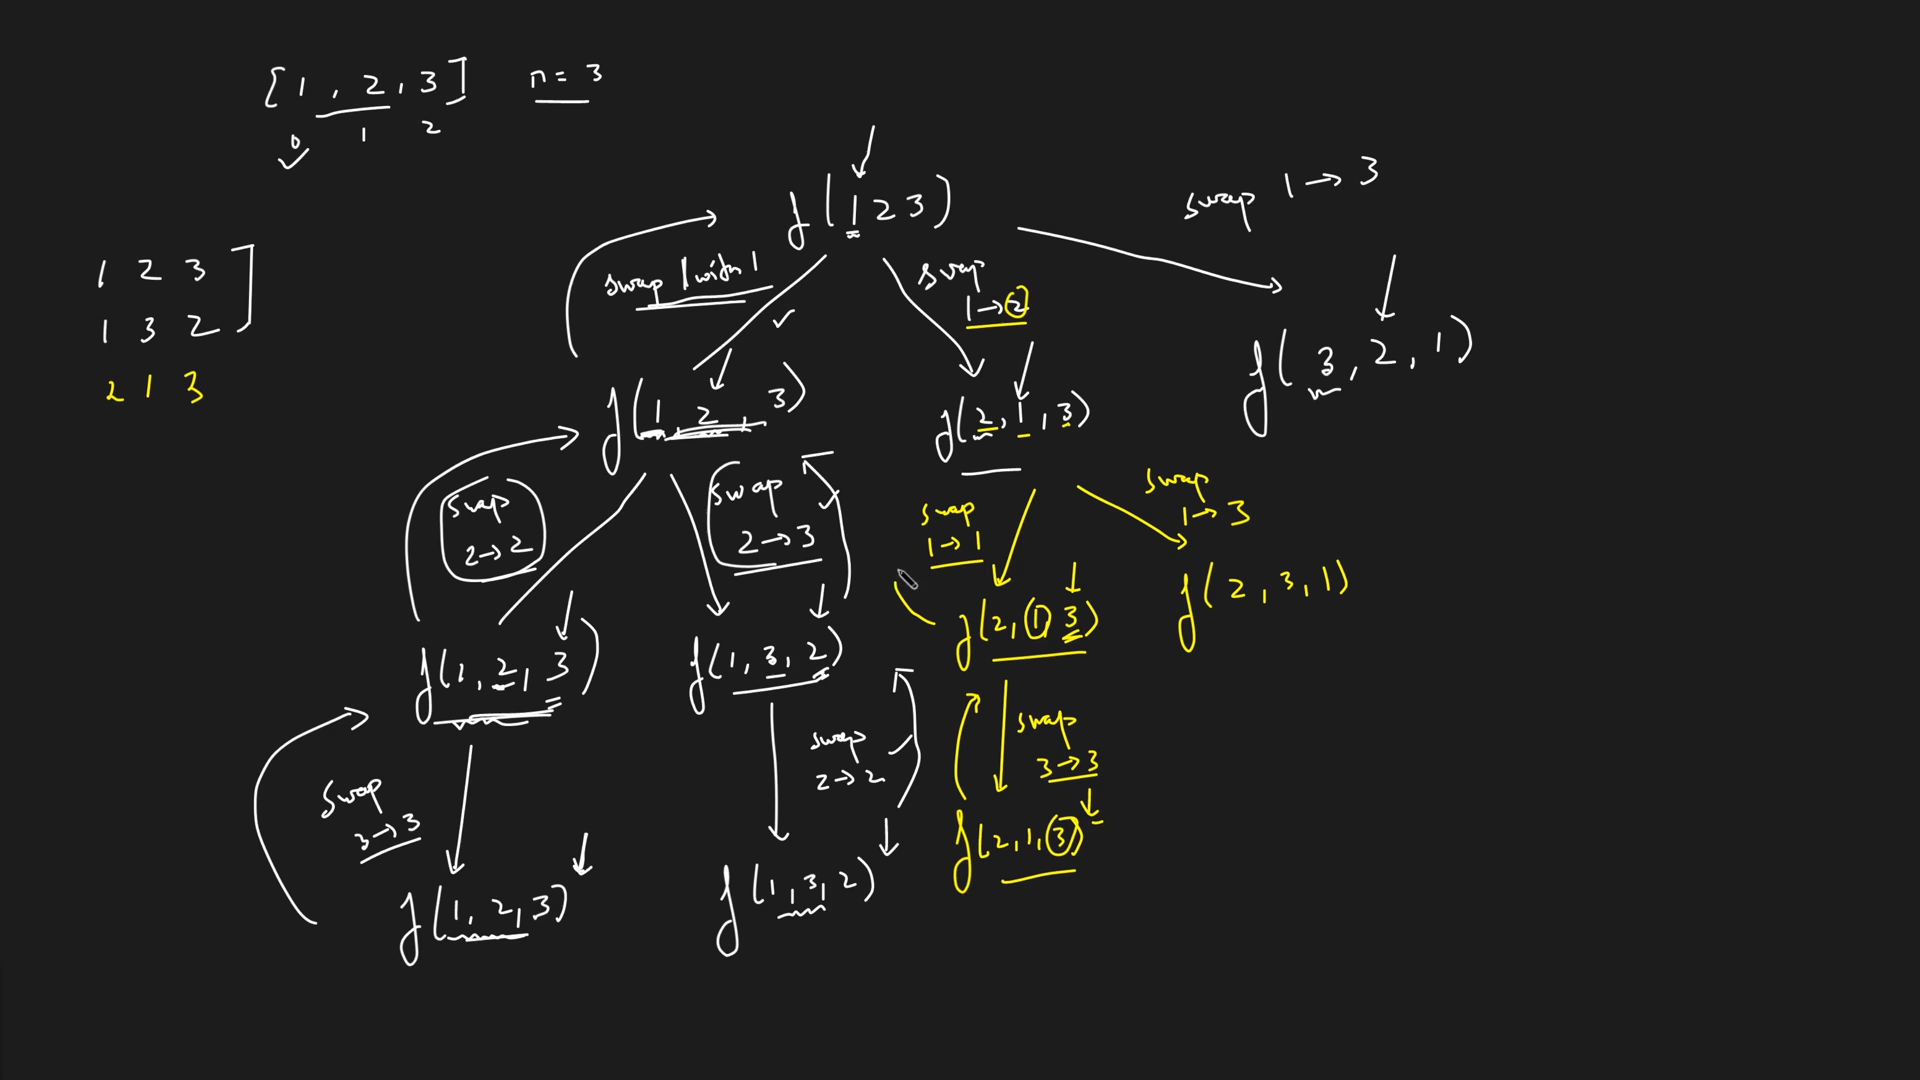 [1, 2, 3] n = 3
0 1 2
1 2 3
1 3 2
2 1 3
f(1 2 3)
swap 1 → 3
swap 1 with 1
swap
1 → 2
f(1, 2, 3)
f(2, 1, 3)
f(3, 2, 1)
swap
2 → 2
swap
2 → 3
swap
1 → 1
swap
1 → 3
f(1, 2, 3)
f(1, 3, 2)
f(2, 1 3)
f(2, 3, 1)
swap
3 → 3
swap
2 → 2
swap
3 → 3
f(1, 2, 3)
f(1, 3, 2)
f(2, 1, 3)